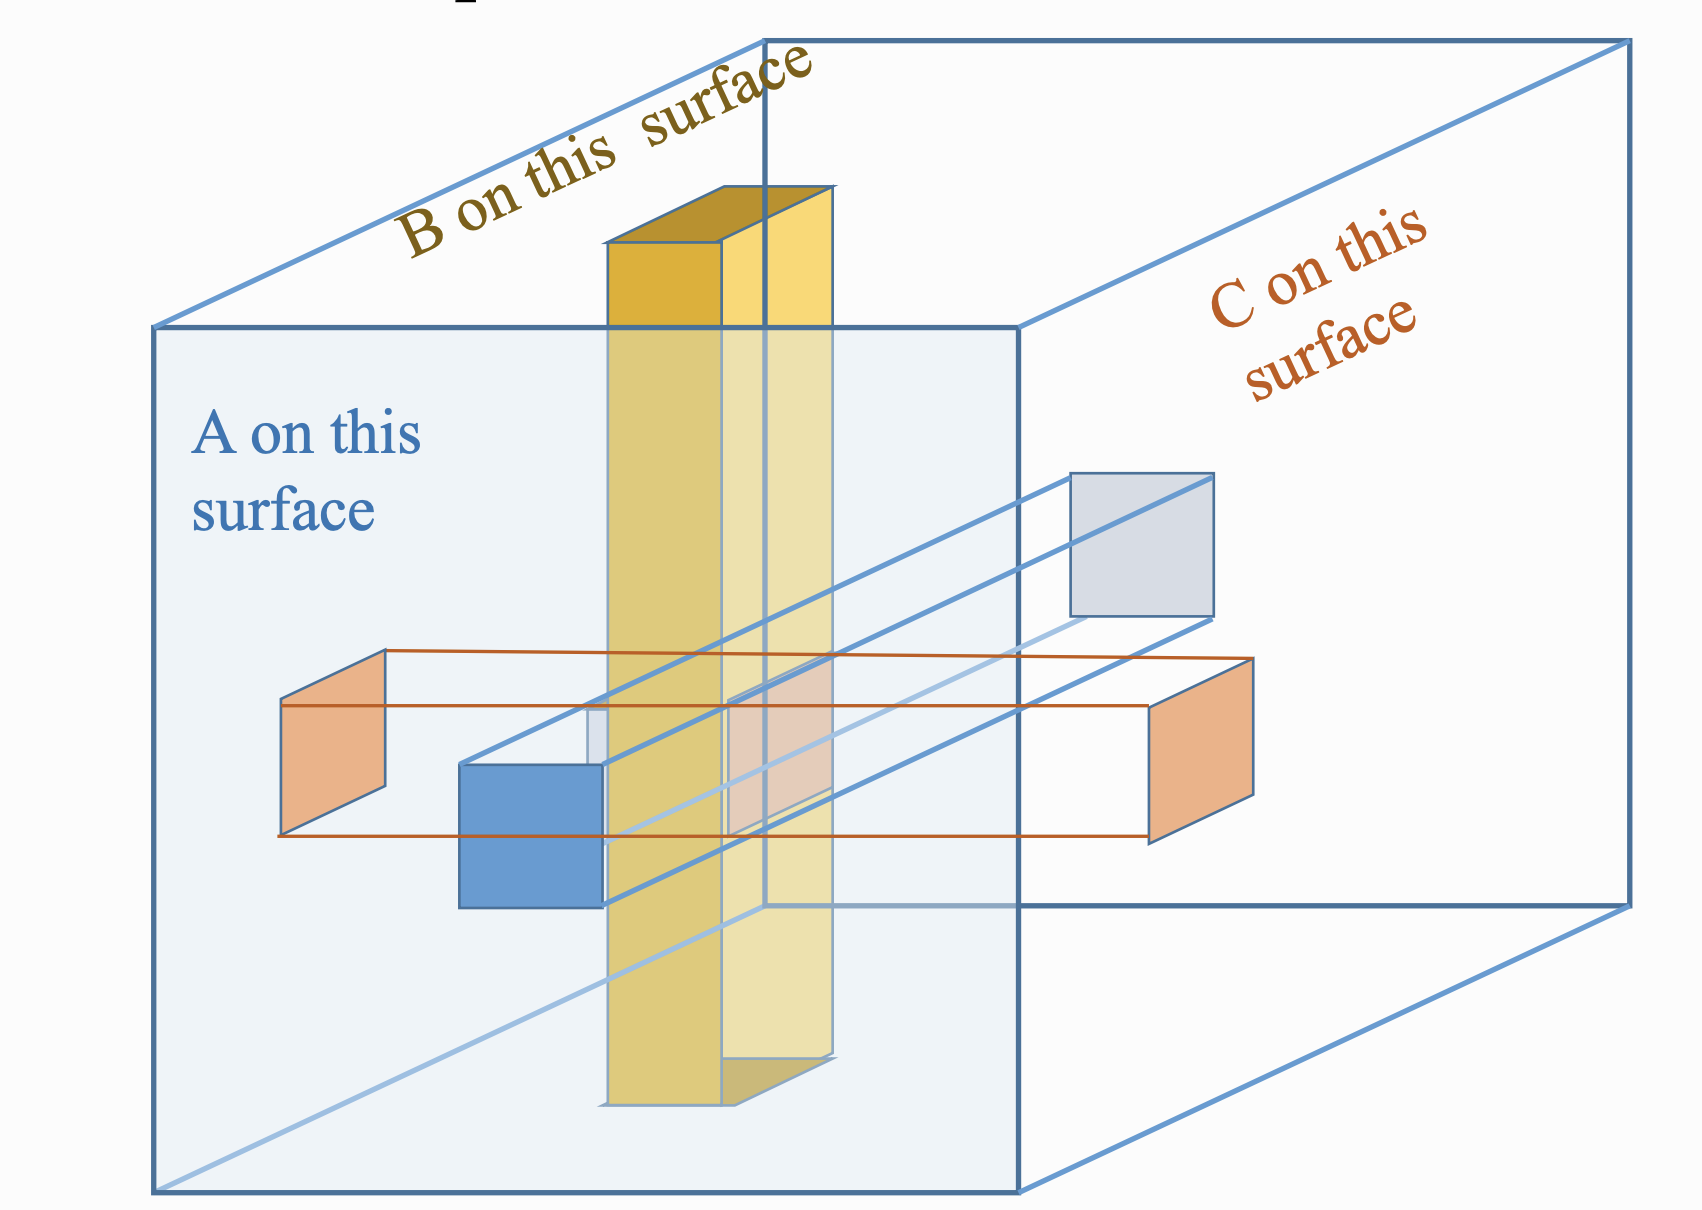 B on this surface
A on this
surface
C on this
surface